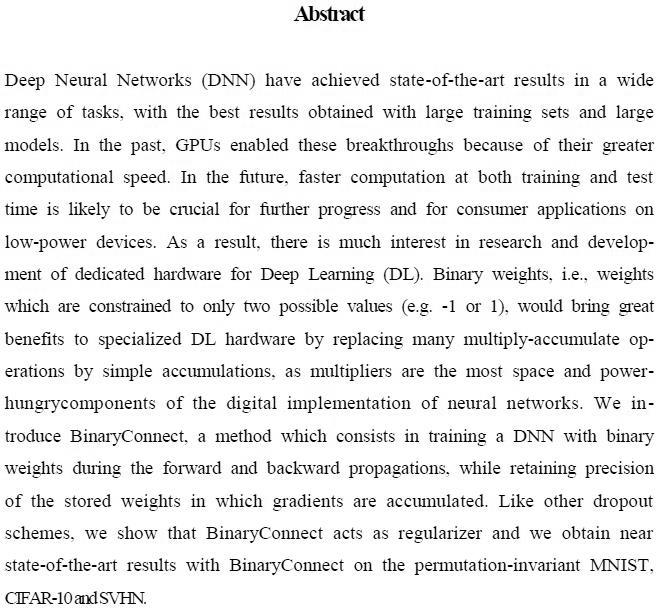 Abstract
Deep Neural Networks (DNN) have achieved state-of-the-art results in a wide
range of tasks, with the best results obtained with large training sets and large
models. In the past, GPUs enabled these breakthroughs because of their greater
computational speed. In the future, faster computation at both training and test
time is likely to be crucial for further progress and for consumer applications on
low-power devices. As a result, there is much interest in research and develop-
ment of dedicated hardware for Deep Learning (DL). Binary weights, i.e., weights
which are constrained to only two possible values (e.g. -1 or 1), would bring great
benefits to specialized DL hardware by replacing many multiply-accumulate op-
erations by simple accumulations, as multipliers are the most space and power-
hungrycomponents of the digital implementation of neural networks. We in-
troduce BinaryConnect, a method which consists in training a DNN with binary
weights during the forward and backward propagations, while retaining precision
of the stored weights in which gradients are accumulated. Like other dropout
schemes, we show that BinaryConnect acts as regularizer and we obtain near
state-of-the-art results with BinaryConnect on the permutation-invariant MNIST,
CIFAR-10 and SVHN.